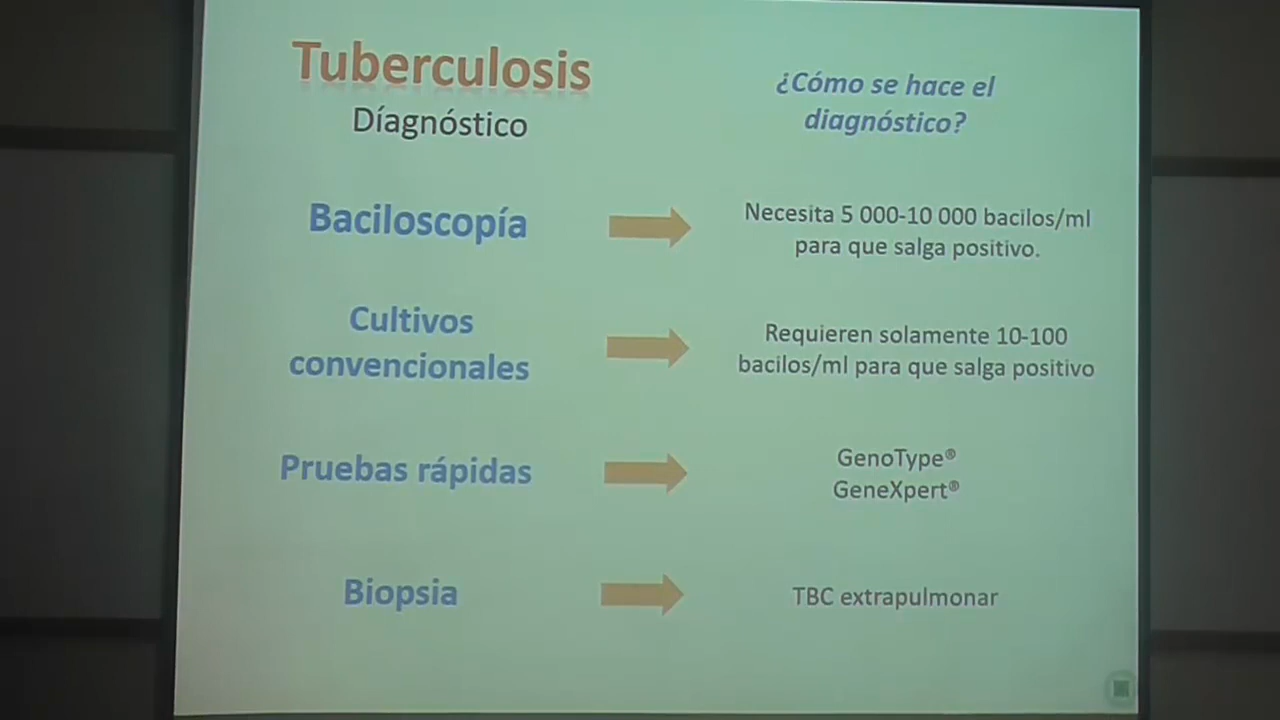 Tuberculosis
Díagnóstico
¿Cómo se hace el
diagnóstico?
Baciloscopía
Necesita 5 000-10 000 bacilos/ml
para que salga positivo.
Cultivos
convencionales
Requieren solamente 10-100
bacilos/ml para que salga positivo
Pruebas rápidas
GenoType®
GeneXpert®
Biopsia
TBC extrapulmonar